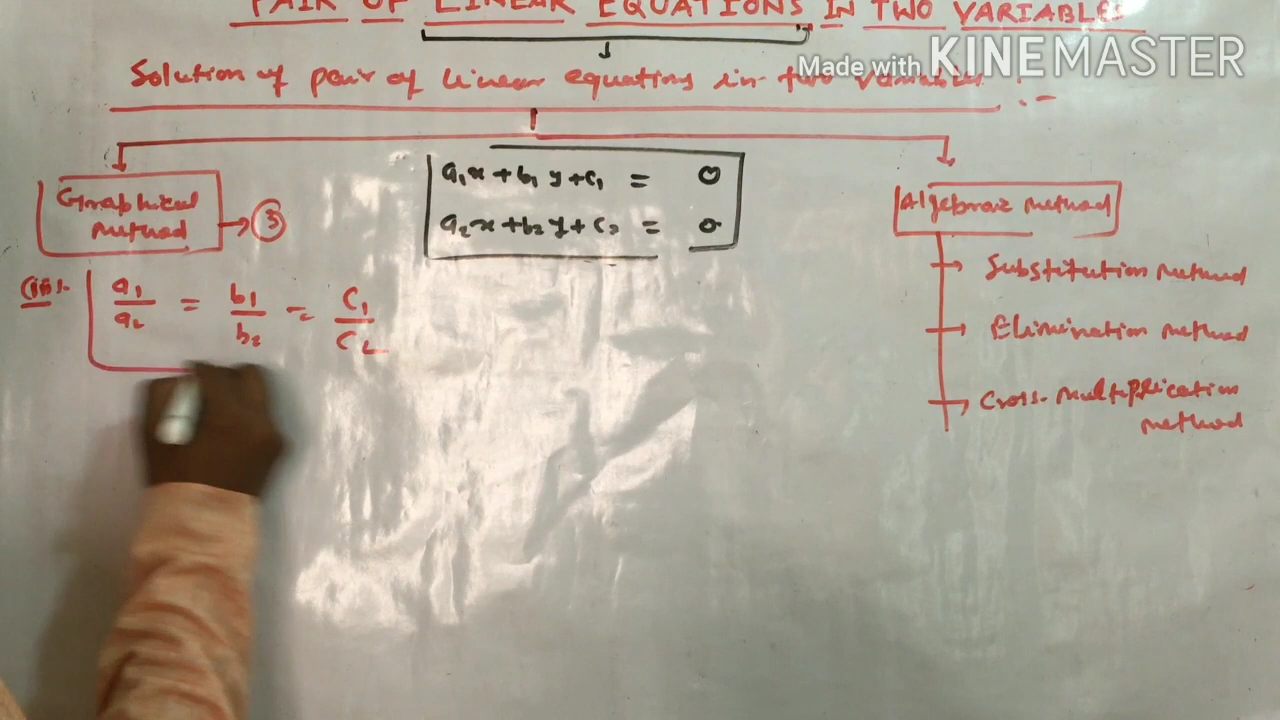 PAIR OF LINEAR EQUATIONS IN TWO VARIABLES
Made with KINEMASTER
Solution of pair of linear equations in two variables :-
Graphical method → ③
a₁x + b₁y + c₁ = 0
a₂x + b₂y + c₂ = 0
Algebraic method
Substitution method
Elimination method
Cross-multiplication method
a₁/a₂ = b₁/b₂ = c₁/c₂